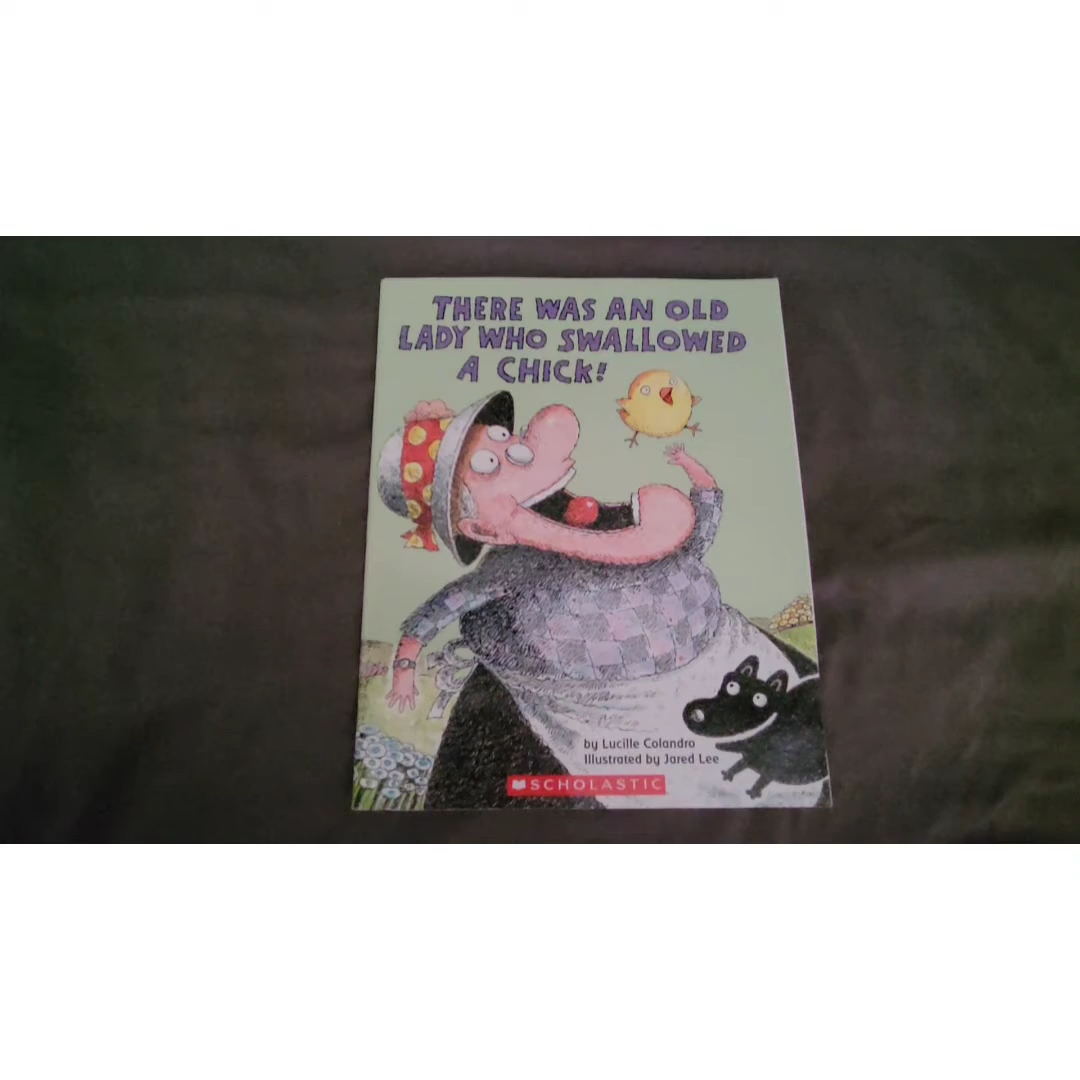 THERE WAS AN OLD
LADY WHO SWALLOWED
A CHICK!
by Lucille Colandro
Illustrated by Jared Lee
SCHOLASTIC